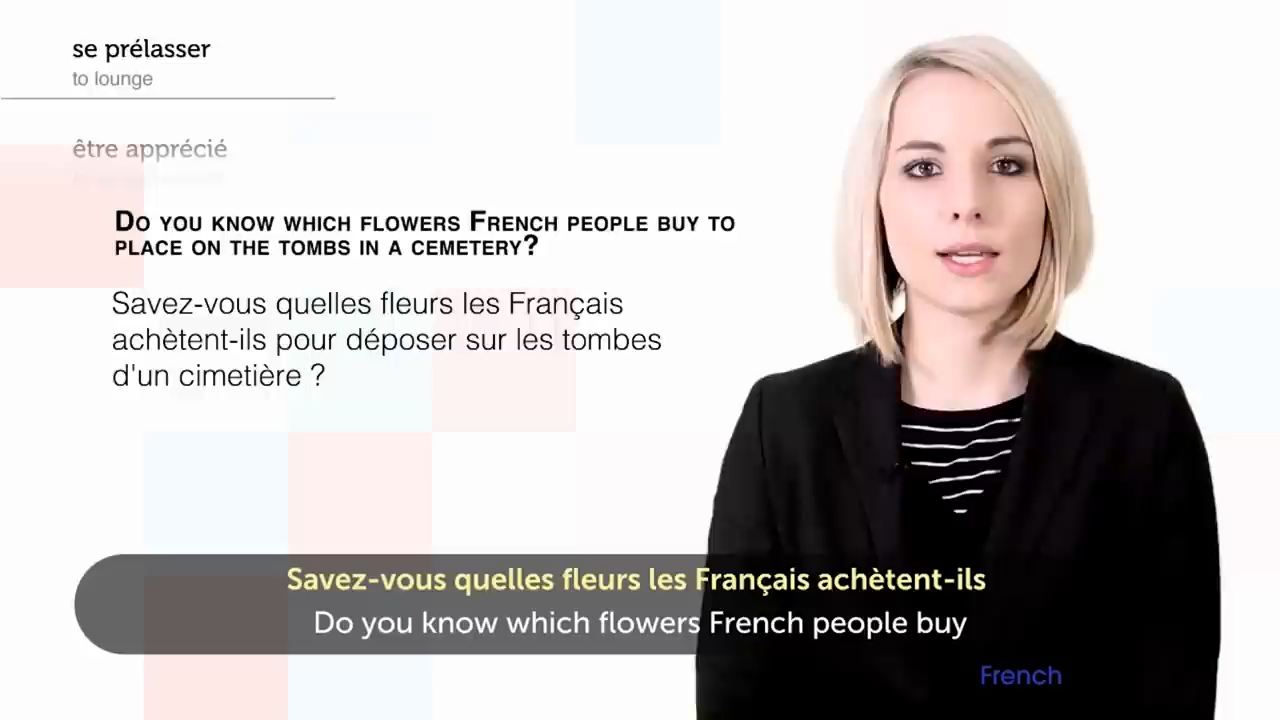 se prélasser
to lounge
être apprécié
DO YOU KNOW WHICH FLOWERS FRENCH PEOPLE BUY TO
PLACE ON THE TOMBS IN A CEMETERY?
Savez-vous quelles fleurs les Français
achètent-ils pour déposer sur les tombes
d'un cimetière ?
Savez-vous quelles fleurs les Français achètent-ils
Do you know which flowers French people buy
French